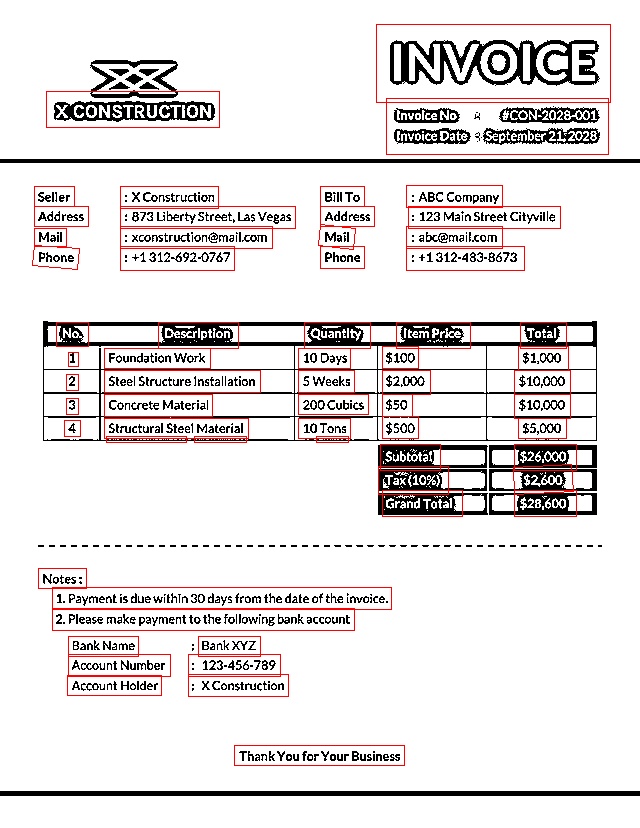 INVOICE
X CONSTRUCTION
Invoice No : #CON-2028-001
Invoice Date : September 21, 2028
Seller : X Construction Bill To : ABC Company
Address : 873 Liberty Street, Las Vegas Address : 123 Main Street Cityville
Mail : xconstruction@mail.com Mail : abc@mail.com
Phone : +1 312-692-0767 Phone : +1 312-483-8673
No. Description Quantity Item Price Total
1 Foundation Work 10 Days $100 $1,000
2 Steel Structure Installation 5 Weeks $2,000 $10,000
3 Concrete Material 200 Cubics $50 $10,000
4 Structural Steel Material 10 Tons $500 $5,000
Subtotal $26,000
Tax (10%) $2,600
Grand Total $28,600
Notes :
1. Payment is due within 30 days from the date of the invoice.
2. Please make payment to the following bank account
Bank Name : Bank XYZ
Account Number : 123-456-789
Account Holder : X Construction
Thank You for Your Business